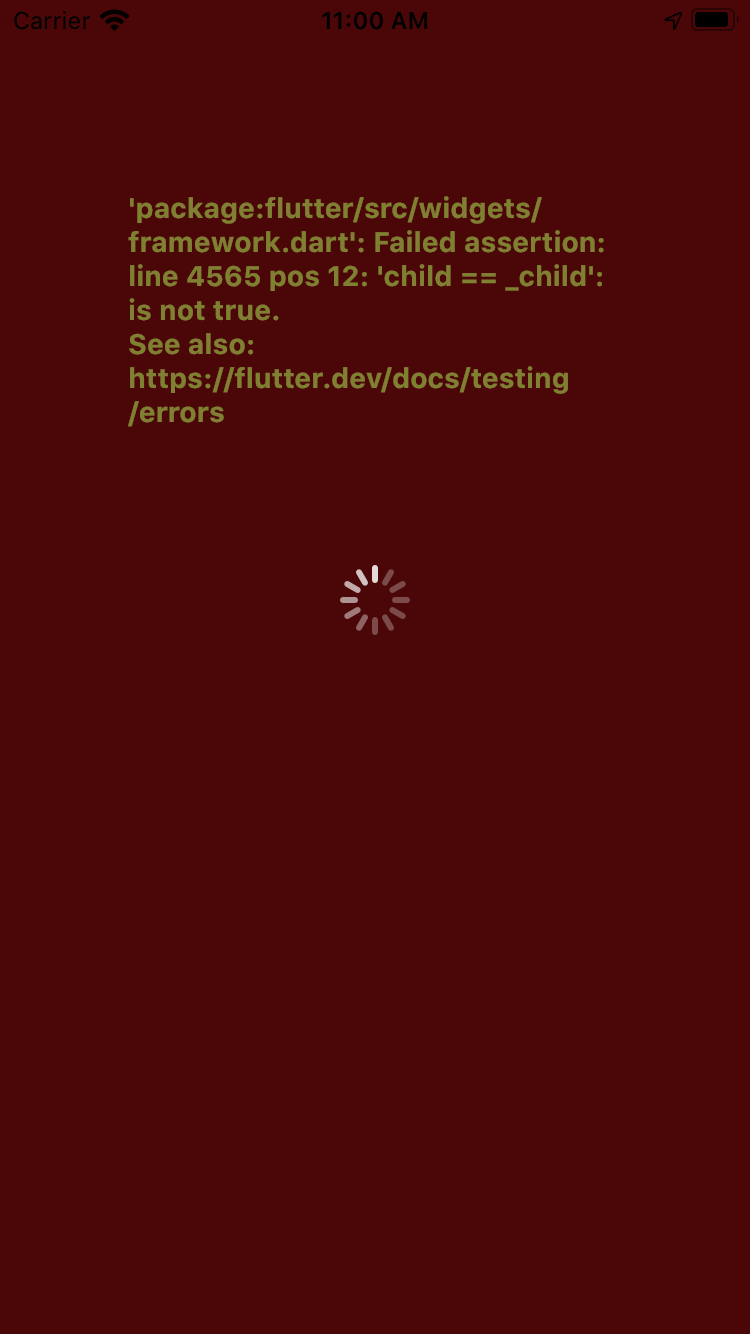 Carrier 11:00 AM
'package:flutter/src/widgets/
framework.dart': Failed assertion:
line 4565 pos 12: 'child == _child':
is not true.
See also:
https://flutter.dev/docs/testing
/errors